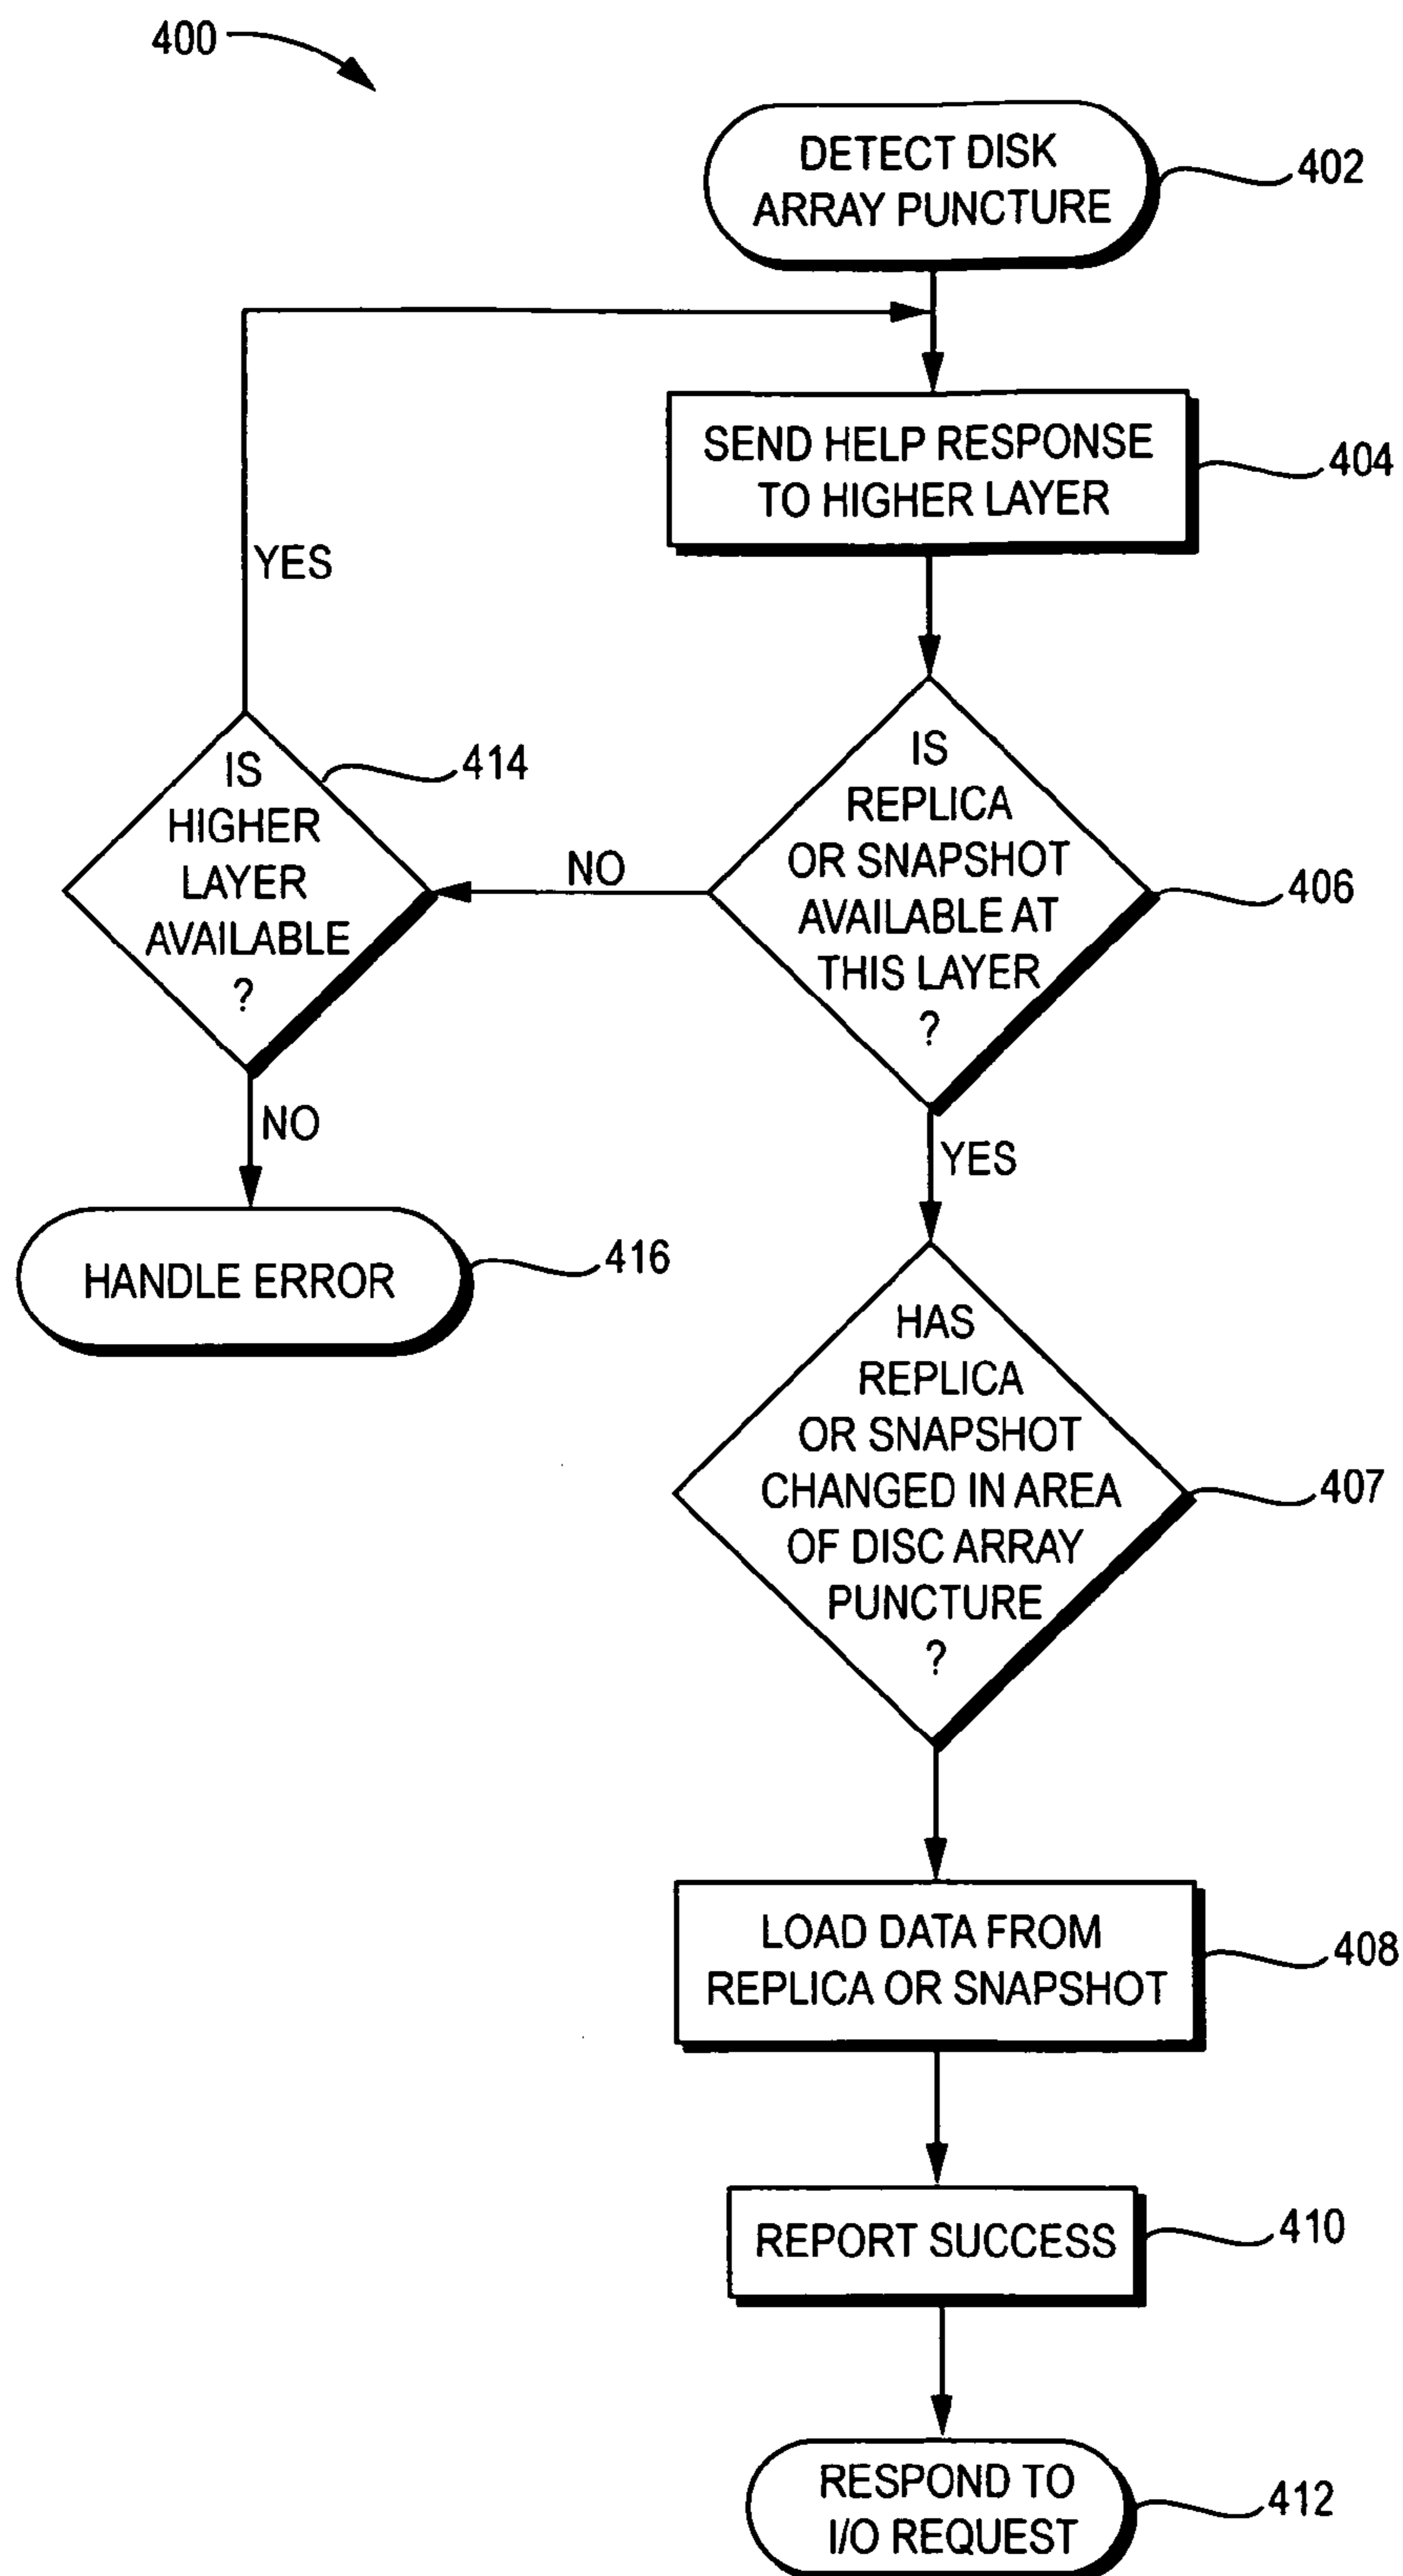 400
DETECT DISK
ARRAY PUNCTURE
402
SEND HELP RESPONSE
TO HIGHER LAYER
404
YES
IS
HIGHER
LAYER
AVAILABLE
?
414
NO
IS
REPLICA
OR SNAPSHOT
AVAILABLE AT
THIS LAYER
?
406
NO
YES
HANDLE ERROR
416
HAS
REPLICA
OR SNAPSHOT
CHANGED IN AREA
OF DISC ARRAY
PUNCTURE
?
407
LOAD DATA FROM
REPLICA OR SNAPSHOT
408
REPORT SUCCESS
410
RESPOND TO
I/O REQUEST
412